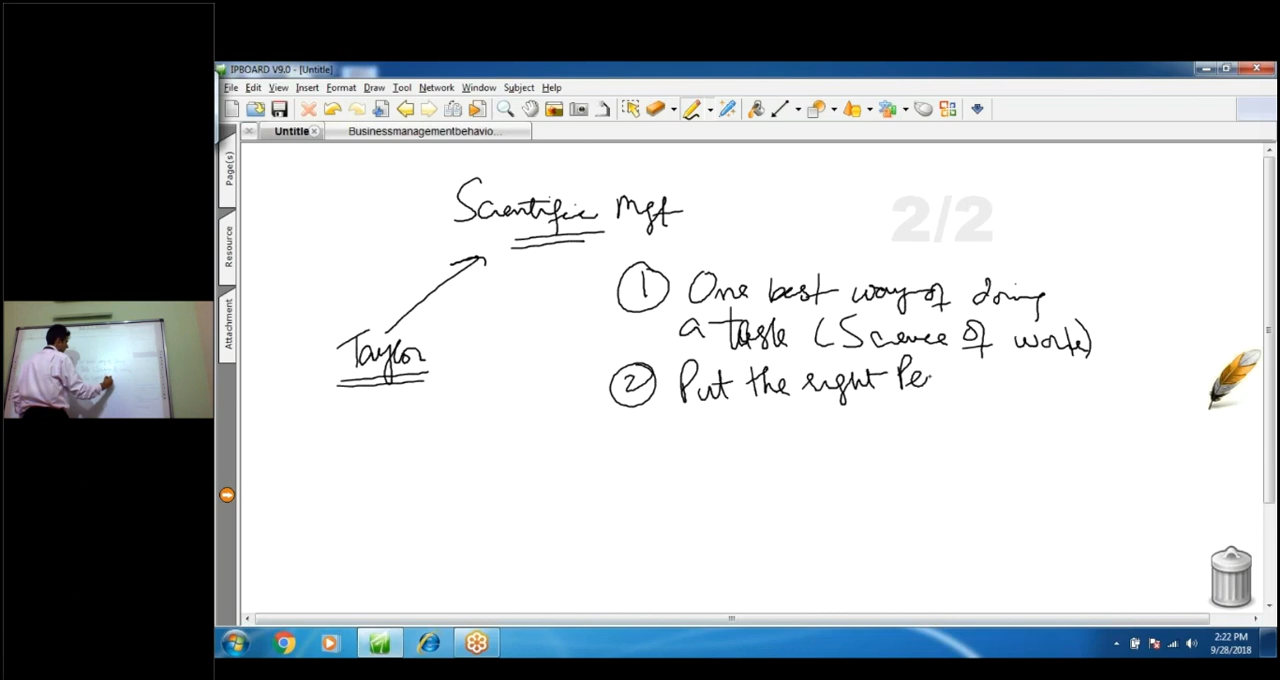 IPBOARD V9.0 - [Untitle]
File Edit View Insert Format Draw Tool Network Window Subject Help
Untitle Businessmanagementbehavio...
Page(s)
Resource
Attachment
2/2
Scientific Mgt
Taylor
1 One best way of doing
a task (Science of work)
2 Put the right Pe
2:22 PM
9/28/2018